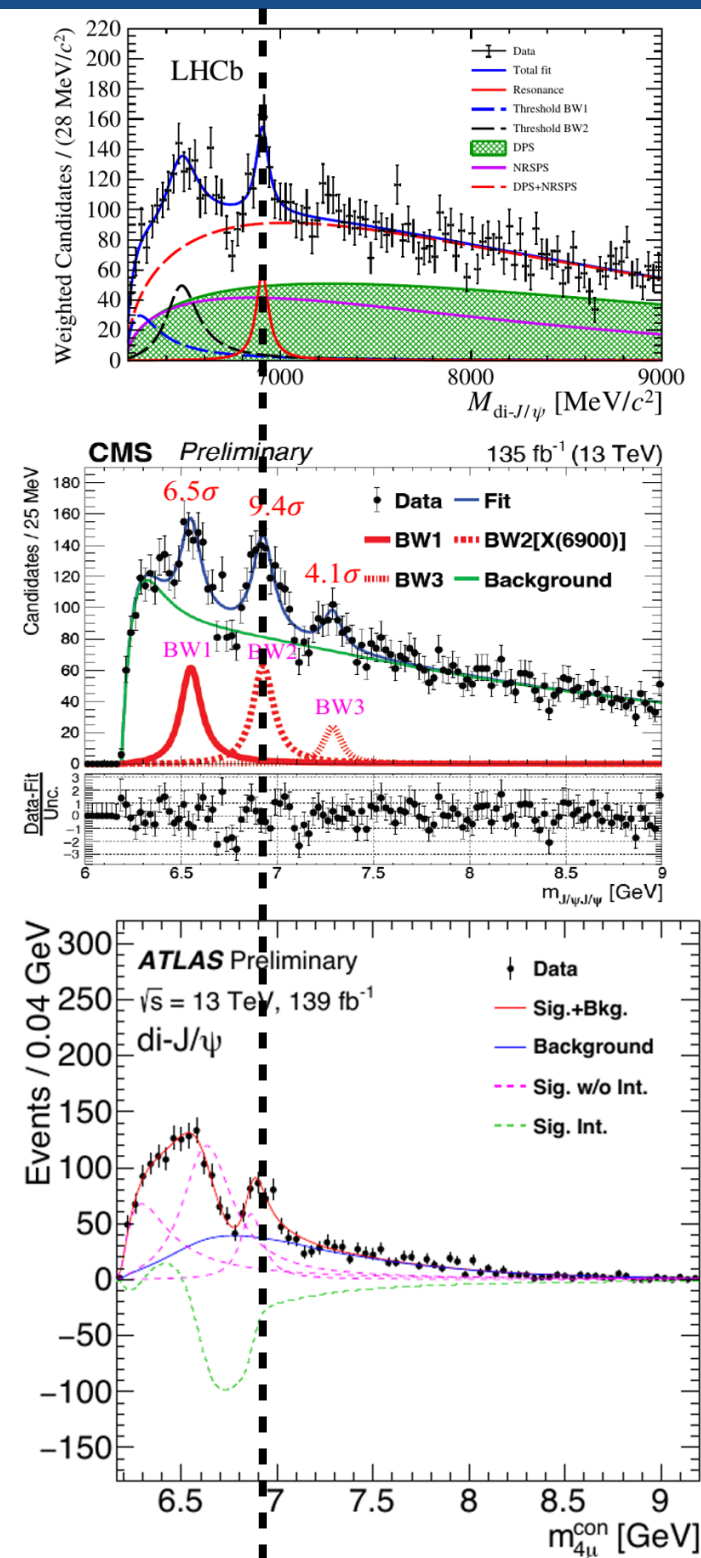 LHCb
Weighted Candidates / (28 MeV/c²)
220
200
180
160
140
120
100
80
60
40
20
0
Data
Total fit
Resonance
Threshold BW1
Threshold BW2
DPS
NRSPS
DPS+NRSPS
7000 8000 9000
M di-J/ψ [MeV/c²]
CMS Preliminary 135 fb⁻¹ (13 TeV)
Candidates / 25 MeV
180
160
140
120
100
80
60
40
20
0
6.5σ
9.4σ
4.1σ
Data Fit
BW1 BW2[X(6900)]
BW3 Background
BW1
BW2
BW3
Data-Fit
Unc.
3
2
1
0
−1
−2
−3
6 6.5 7 7.5 8 8.5 9
m J/ψJ/ψ [GeV]
Events / 0.04 GeV
300
250
200
150
100
50
0
−50
−100
−150
ATLAS Preliminary
√s = 13 TeV, 139 fb⁻¹
di-J/ψ
Data
Sig.+Bkg.
Background
Sig. w/o Int.
Sig. Int.
6.5 7 7.5 8 8.5 9
m con 4μ [GeV]